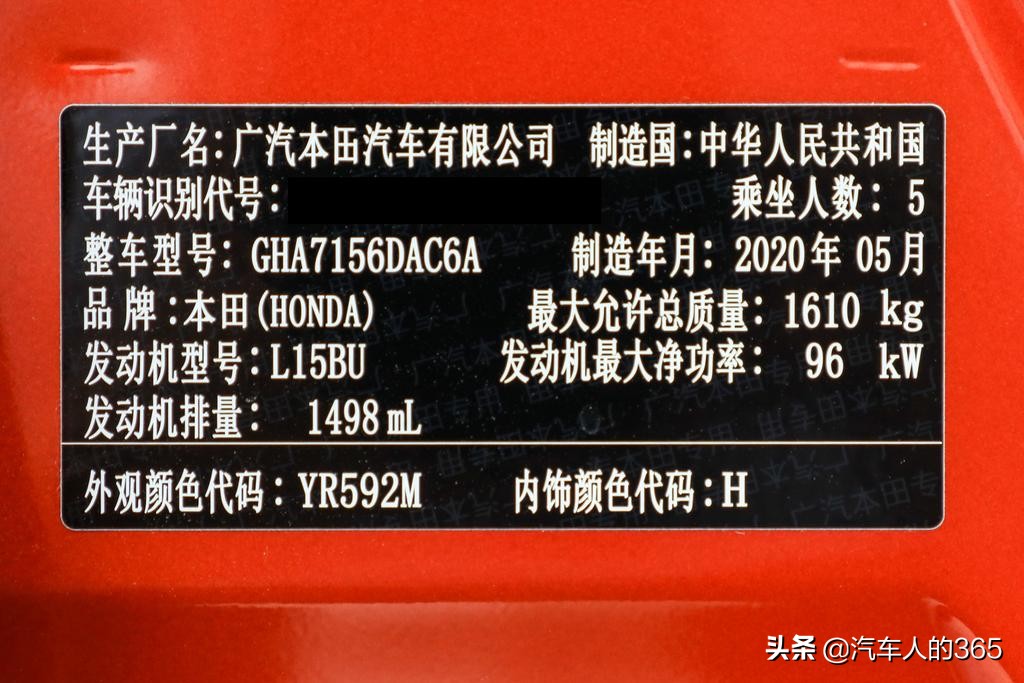 生产厂名:广汽本田汽车有限公司 制造国:中华人民共和国
车辆识别代号: 乘坐人数: 5
整车型号: GHA7156DAC6A 制造年月: 2020年 05月
品 牌:本田(HONDA) 最大允许总质量: 1610 kg
发动机型号:L15BU 发动机最大净功率: 96 kW
发动机排量: 1498 mL
外观颜色代码: YR592M 内饰颜色代码:H
头条 @汽车人的365